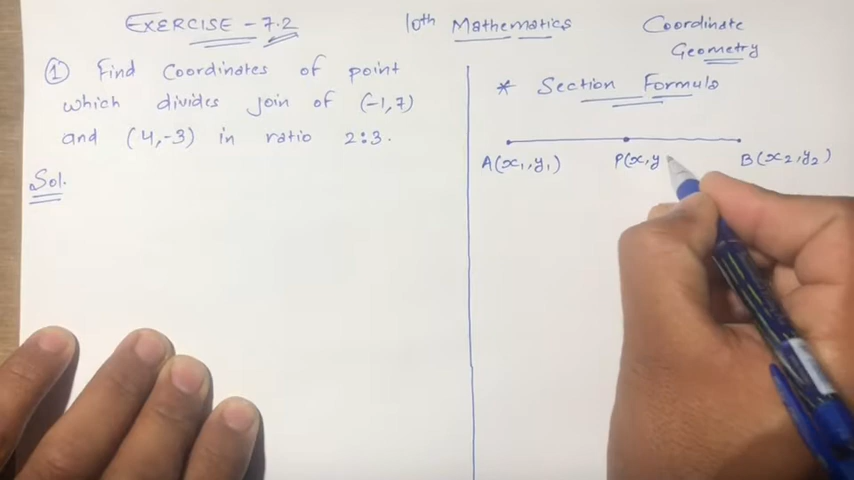 EXERCISE - 7.2
10th Mathematics
Coordinate
Geometry
① Find Coordinates of point
which divides join of (-1,7)
and (4,-3) in ratio 2:3.
Sol.
* Section Formula
A(x₁,y₁) P(x,y B(x₂,y₂)